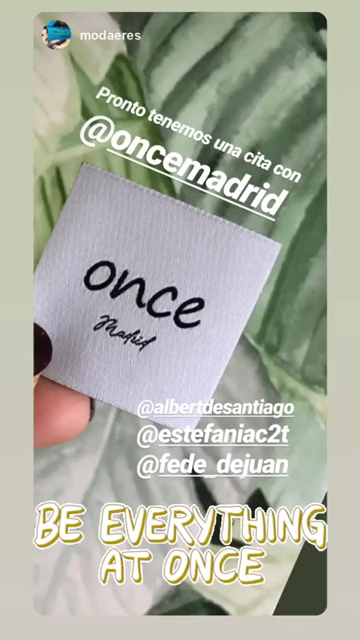 modaeres
Pronto tenemos una cita con
@oncemadrid
once
Madrid
@albertdesantiago
@estefaniac2t
@fede_dejuan
BE EVERYTHING
AT ONCE